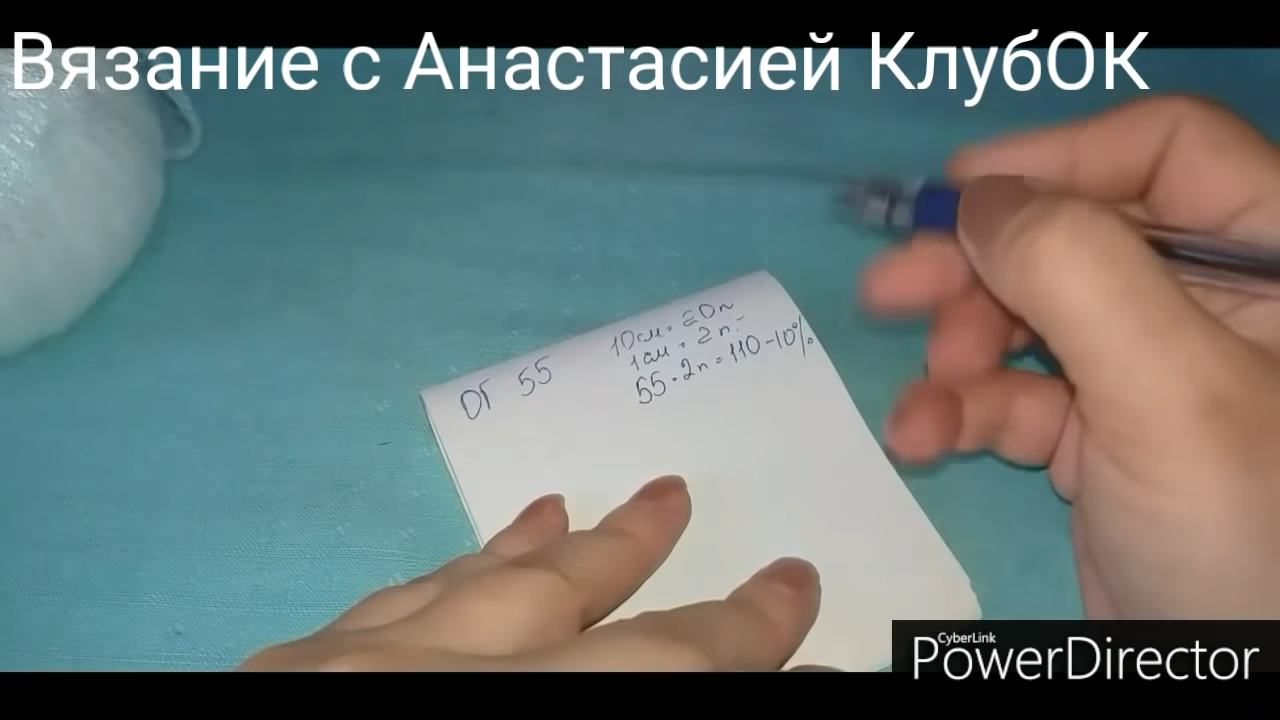 Вязание с Анастасией КлубОК
10см = 20п
1см = 2п.
ОГ 55
55 · 2п = 110 - 10%
CyberLink
PowerDirector